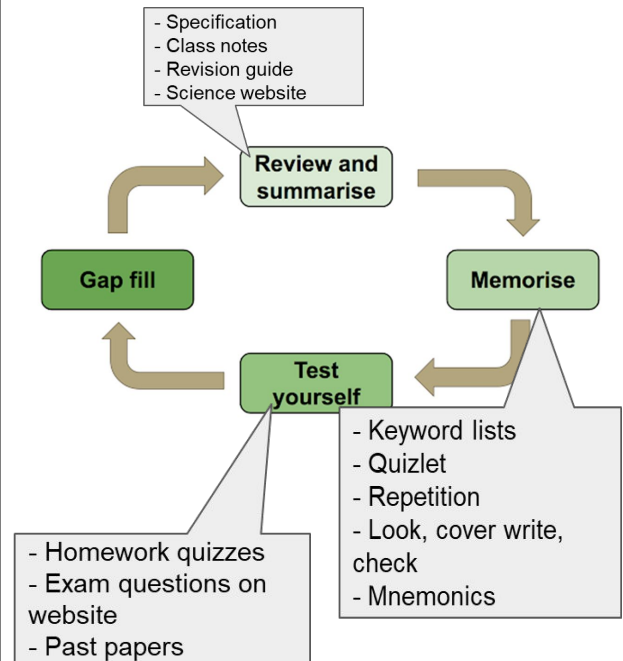 - Specification
- Class notes
- Revision guide
- Science website
Review and
summarise
Gap fill
Memorise
Test
yourself
- Keyword lists
- Quizlet
- Repetition
- Look, cover write,
check
- Mnemonics
- Homework quizzes
- Exam questions on
website
- Past papers